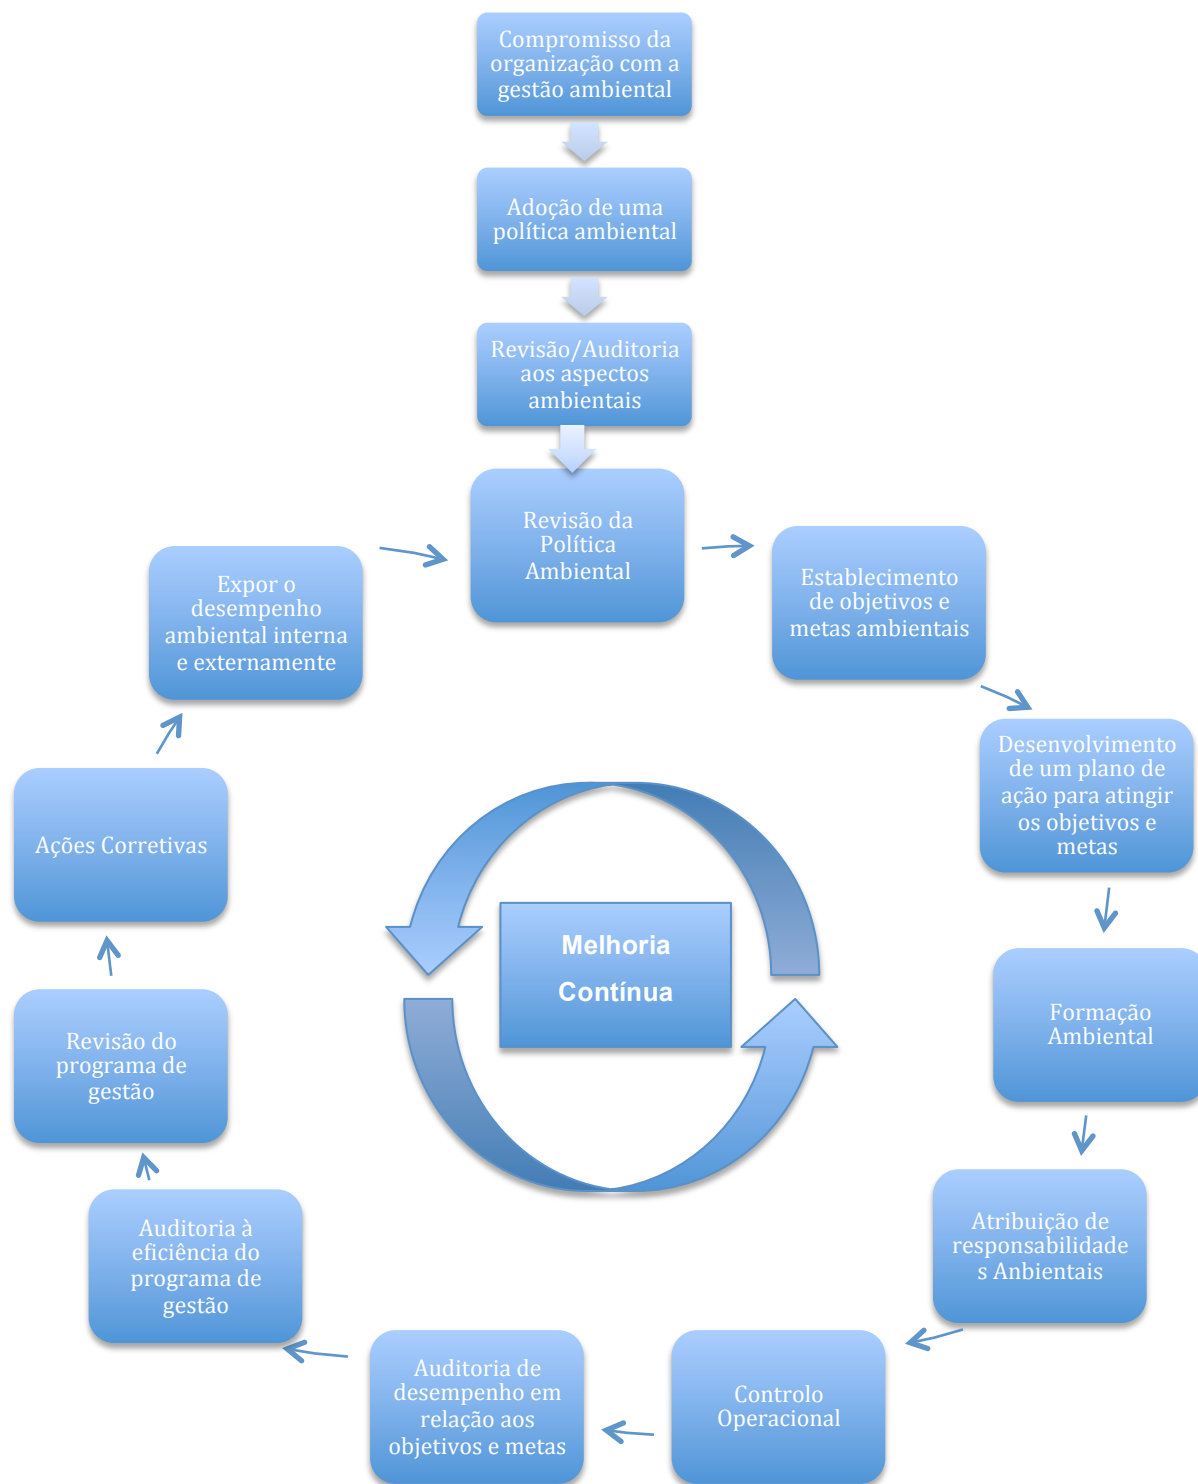 Compromisso da
organização com a
gestão ambiental
Adoção de uma
política ambiental
Revisão/Auditoria
aos aspectos
ambientais
Revisão da
Política
Ambiental
Establecimento
de objetivos e
metas ambientais
Desenvolvimento
de um plano de
ação para atingir
os objetivos e
metas
Formação
Ambiental
Atribuição de
responsabilidade
s Anbientais
Controlo
Operacional
Auditoria de
desempenho em
relação aos
objetivos e metas
Auditoria à
eficiência do
programa de
gestão
Revisão do
programa de
gestão
Ações Corretivas
Expor o
desempenho
ambiental interna
e externamente
Melhoria
Contínua